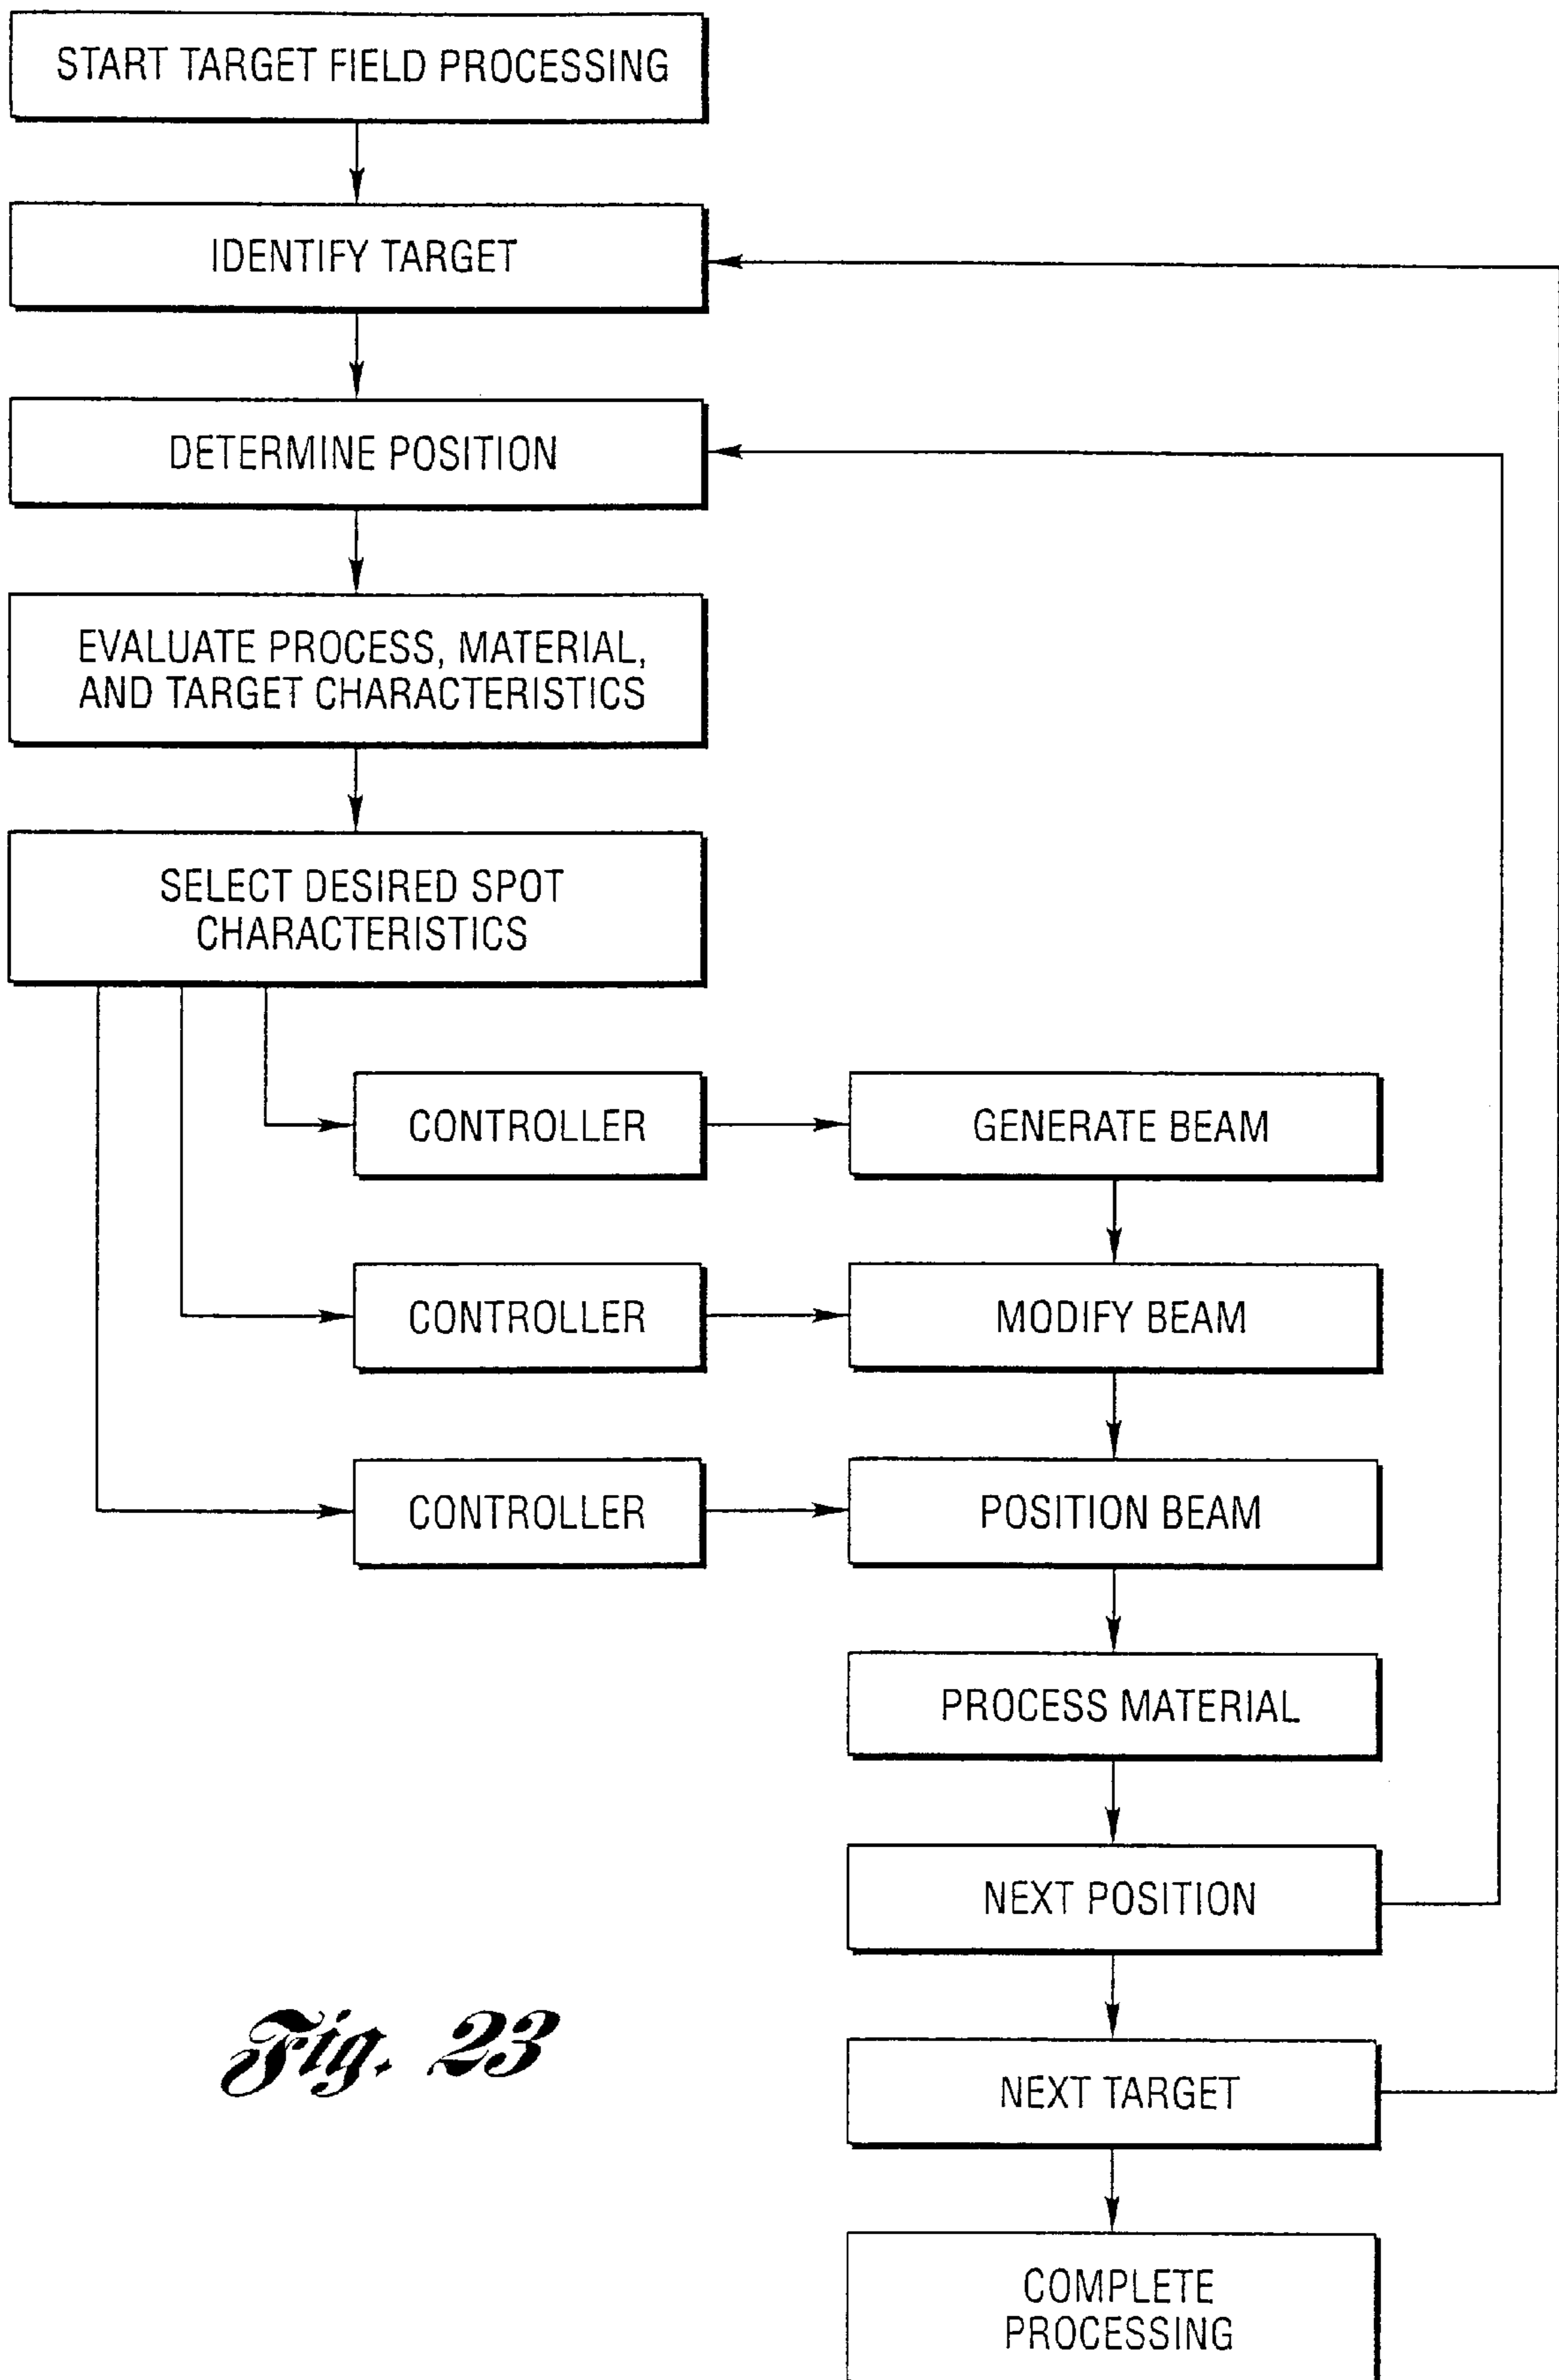 START TARGET FIELD PROCESSING
IDENTIFY TARGET
DETERMINE POSITION
EVALUATE PROCESS, MATERIAL,
AND TARGET CHARACTERISTICS
SELECT DESIRED SPOT
CHARACTERISTICS
CONTROLLER
GENERATE BEAM
CONTROLLER
MODIFY BEAM
CONTROLLER
POSITION BEAM
PROCESS MATERIAL
NEXT POSITION
NEXT TARGET
COMPLETE
PROCESSING
Fig. 23